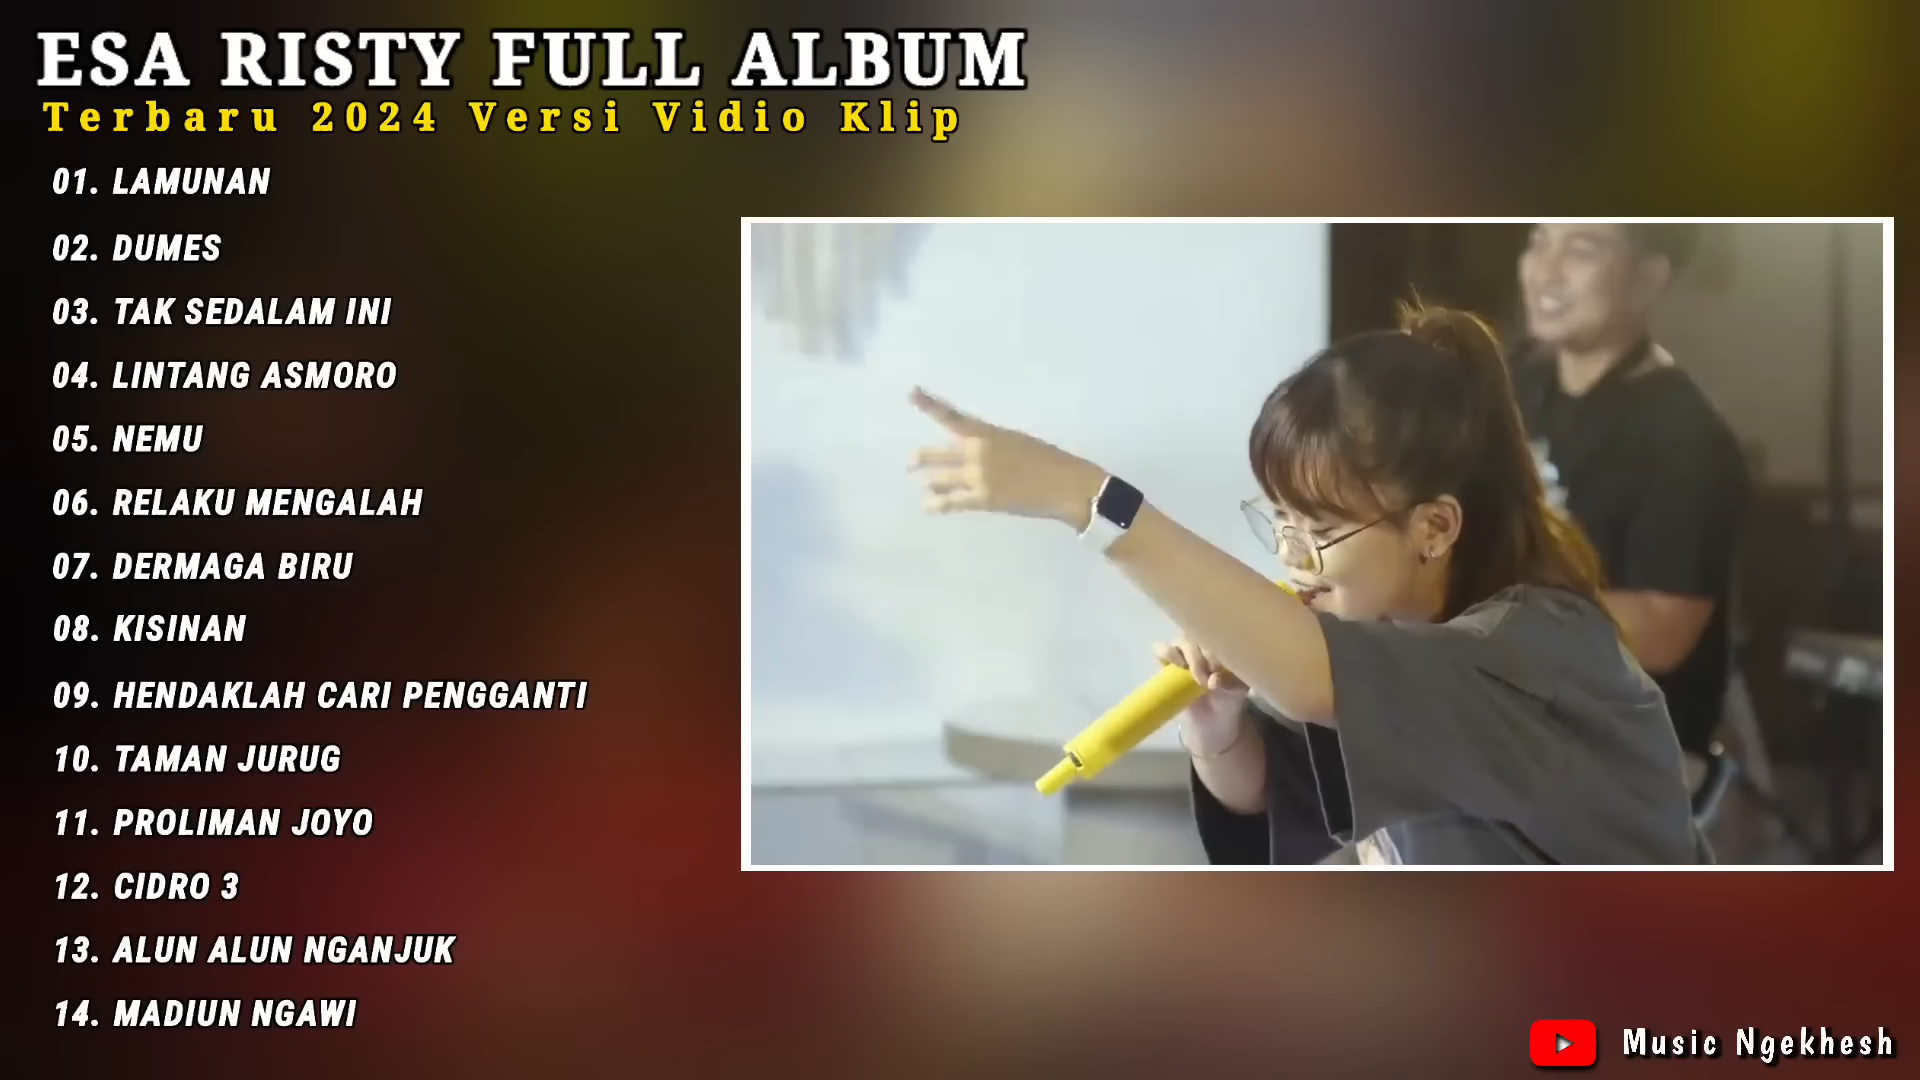 ESA RISTY FULL ALBUM
Terbaru 2024 Versi Vidio Klip
01. LAMUNAN
02. DUMES
03. TAK SEDALAM INI
04. LINTANG ASMORO
05. NEMU
06. RELAKU MENGALAH
07. DERMAGA BIRU
08. KISINAN
09. HENDAKLAH CARI PENGGANTI
10. TAMAN JURUG
11. PROLIMAN JOYO
12. CIDRO 3
13. ALUN ALUN NGANJUK
14. MADIUN NGAWI
Music Ngekhesh